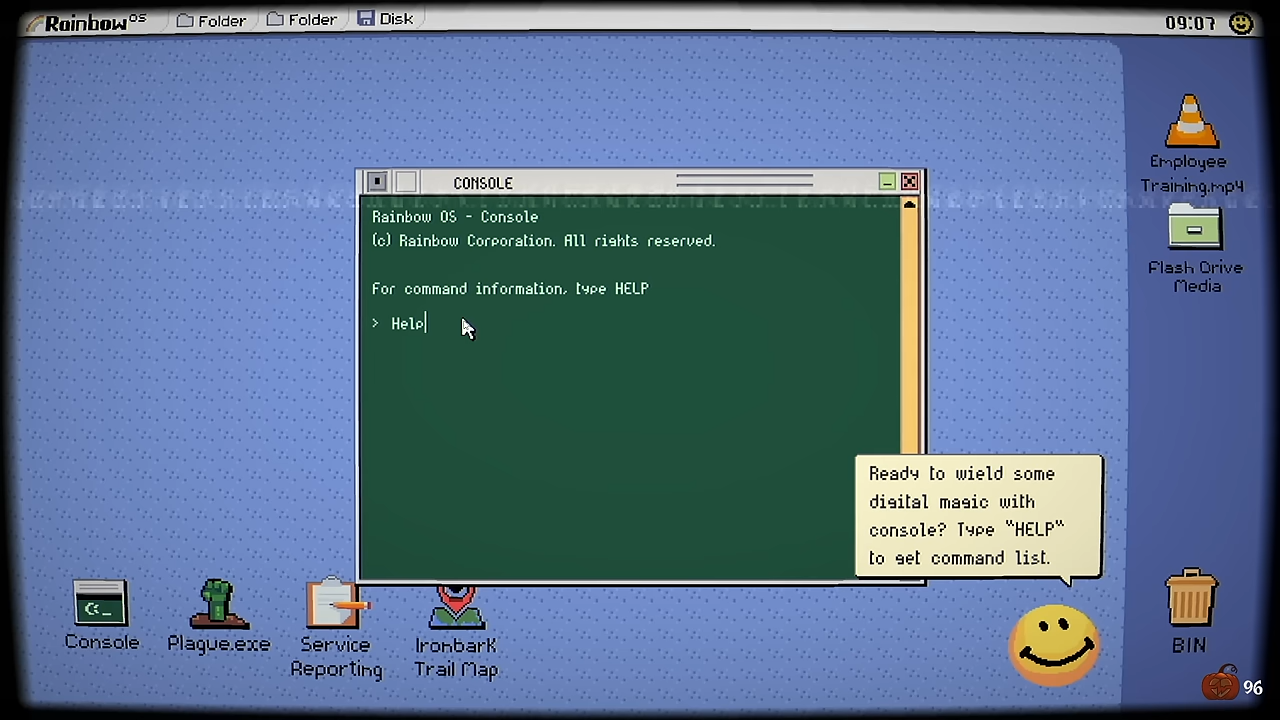 RainbowOS
Folder
Folder
Disk
09:07
Employee
Training.mp4
Flash Drive
Media
CONSOLE
Rainbow OS - Console
(c) Rainbow Corporation. All rights reserved.
For command information, type HELP
> Help
Ready to wield some
digital magic with
console? Type "HELP"
to get command list.
Console
Plague.exe
Service
Reporting
Ironbark
Trail Map
BIN
96